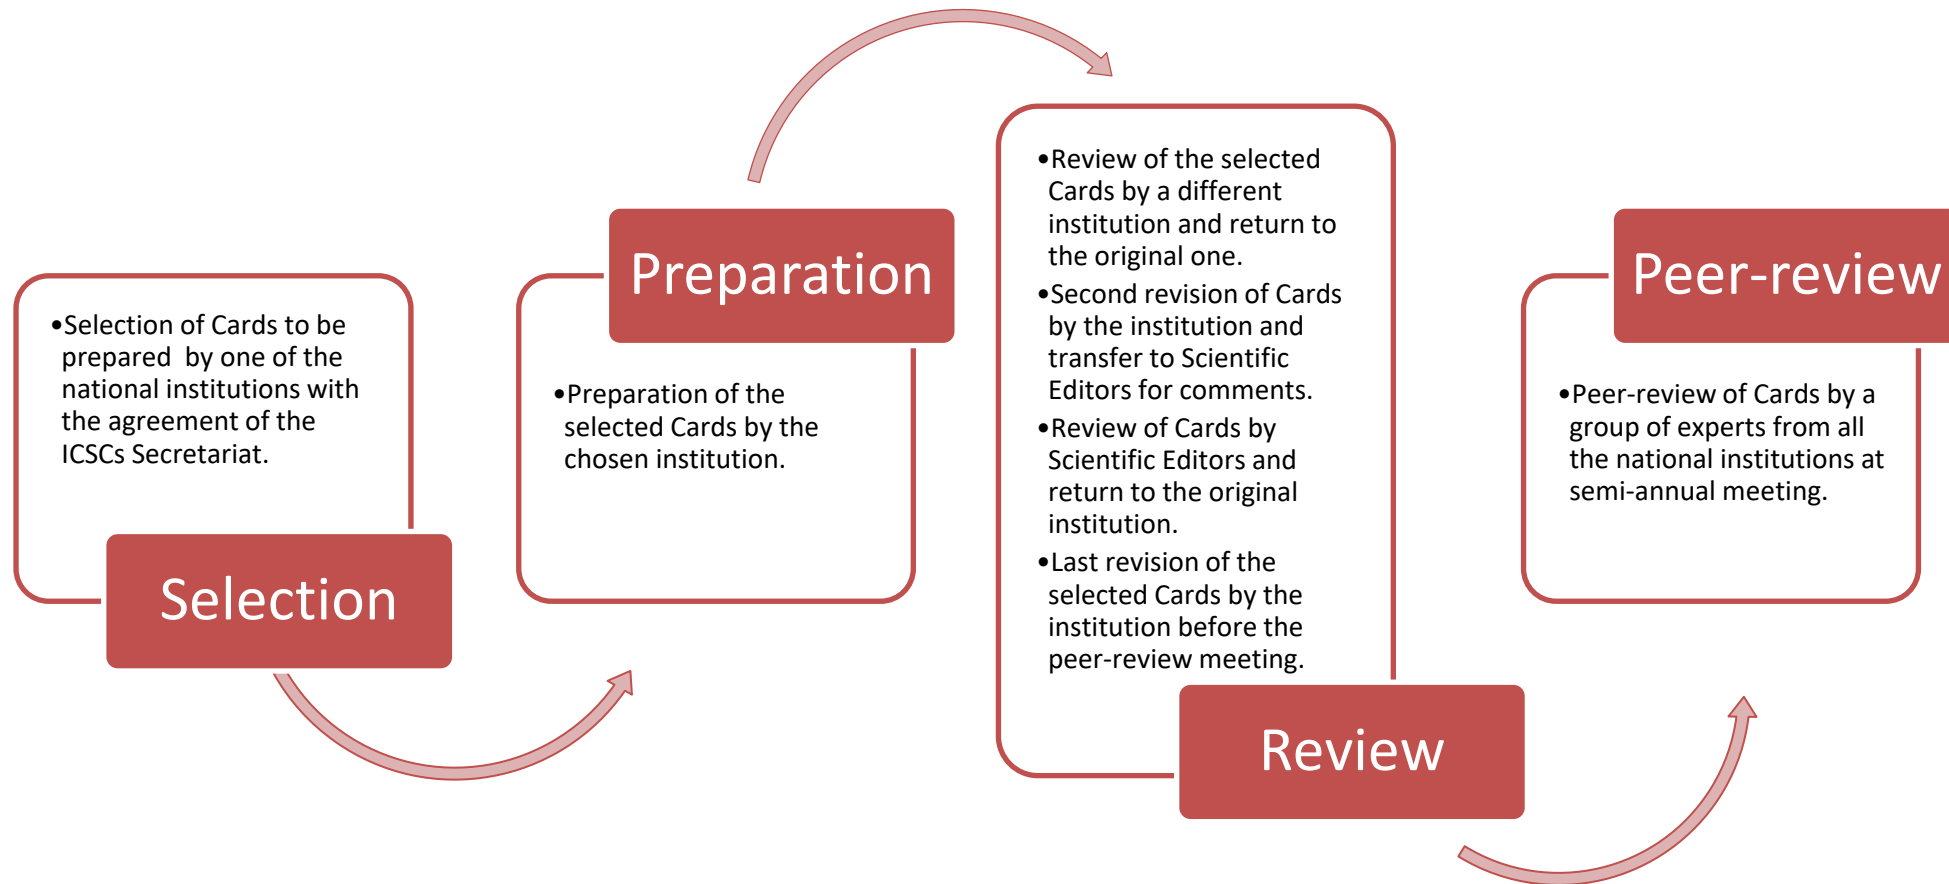 •Selection of Cards to be
prepared by one of the
national institutions with
the agreement of the
ICSCs Secretariat.
Selection
Preparation
•Preparation of the
selected Cards by the
chosen institution.
•Review of the selected
Cards by a different
institution and return to
the original one.
•Second revision of Cards
by the institution and
transfer to Scientific
Editors for comments.
•Review of Cards by
Scientific Editors and
return to the original
institution.
•Last revision of the
selected Cards by the
institution before the
peer-review meeting.
Review
Peer-review
•Peer-review of Cards by a
group of experts from all
the national institutions at
semi-annual meeting.